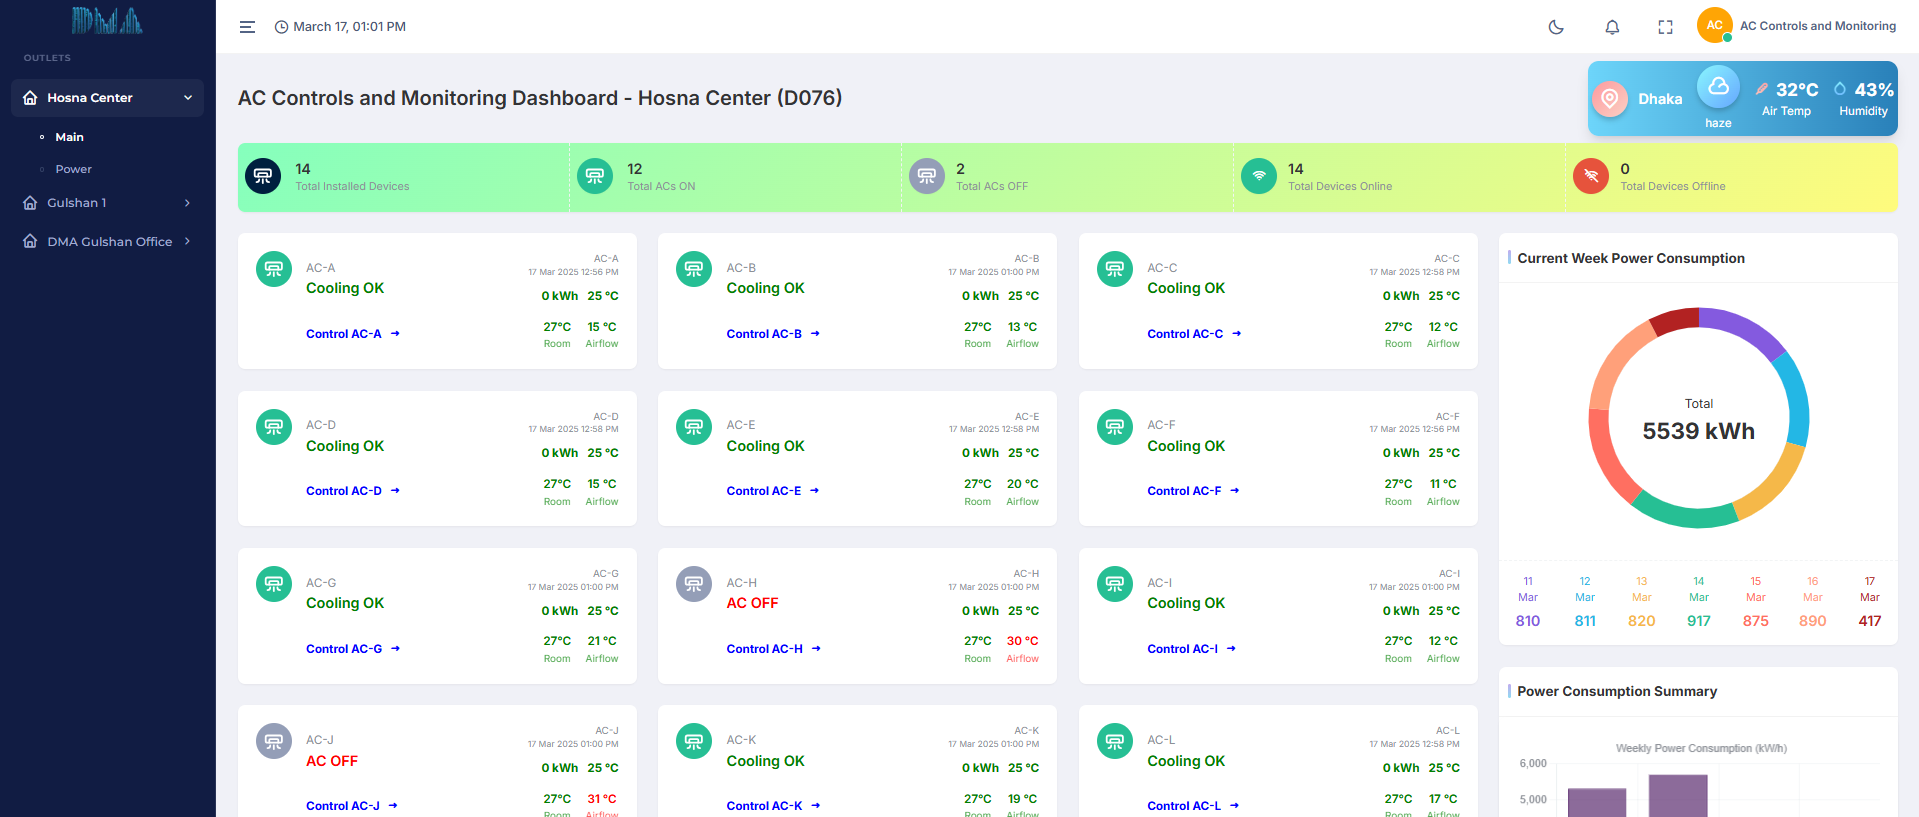 DMA
March 17, 01:01 PM
AC
AC Controls and Monitoring
OUTLETS
Hosna Center
Main
Power
Gulshan 1
DMA Gulshan Office
AC Controls and Monitoring Dashboard - Hosna Center (D076)
Dhaka
haze
32°C
Air Temp
43%
Humidity
14
Total Installed Devices
12
Total ACs ON
2
Total ACs OFF
14
Total Devices Online
0
Total Devices Offline
AC-A
Cooling OK
Control AC-A →
AC-A
17 Mar 2025 12:56 PM
0 kWh 25 °C
27°C 15 °C
Room Airflow
AC-B
Cooling OK
Control AC-B →
AC-B
17 Mar 2025 01:00 PM
0 kWh 25 °C
27°C 13 °C
Room Airflow
AC-C
Cooling OK
Control AC-C →
AC-C
17 Mar 2025 12:58 PM
0 kWh 25 °C
27°C 12 °C
Room Airflow
AC-D
Cooling OK
Control AC-D →
AC-D
17 Mar 2025 12:58 PM
0 kWh 25 °C
27°C 15 °C
Room Airflow
AC-E
Cooling OK
Control AC-E →
AC-E
17 Mar 2025 12:58 PM
0 kWh 25 °C
27°C 20 °C
Room Airflow
AC-F
Cooling OK
Control AC-F →
AC-F
17 Mar 2025 12:56 PM
0 kWh 25 °C
27°C 11 °C
Room Airflow
AC-G
Cooling OK
Control AC-G →
AC-G
17 Mar 2025 01:00 PM
0 kWh 25 °C
27°C 21 °C
Room Airflow
AC-H
AC OFF
Control AC-H →
AC-H
17 Mar 2025 01:00 PM
0 kWh 25 °C
27°C 30 °C
Room Airflow
AC-I
Cooling OK
Control AC-I →
AC-I
17 Mar 2025 01:00 PM
0 kWh 25 °C
27°C 12 °C
Room Airflow
AC-J
AC OFF
Control AC-J →
AC-J
17 Mar 2025 01:00 PM
0 kWh 25 °C
27°C 31 °C
Room Airflow
AC-K
Cooling OK
Control AC-K →
AC-K
17 Mar 2025 01:00 PM
0 kWh 25 °C
27°C 19 °C
Room Airflow
AC-L
Cooling OK
Control AC-L →
AC-L
17 Mar 2025 12:58 PM
0 kWh 25 °C
27°C 17 °C
Room Airflow
Current Week Power Consumption
Total
5539 kWh
11 12 13 14 15 16 17
Mar Mar Mar Mar Mar Mar Mar
810 811 820 917 875 890 417
Power Consumption Summary
Weekly Power Consumption (kW/h)
6,000
5,000